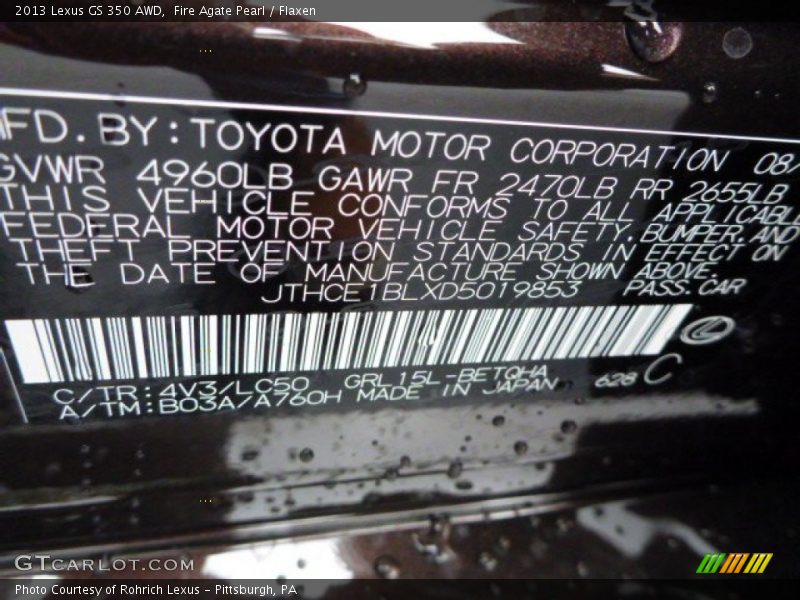 2013 Lexus GS 350 AWD,  Fire Agate Pearl / Flaxen
MFD. BY: TOYOTA MOTOR CORPORATION 08/
GVWR 4960LB GAWR FR 2470LB RR 2655LB
THIS VEHICLE CONFORMS TO ALL APPLICABLE
FEDERAL MOTOR VEHICLE SAFETY, BUMPER, AND
THEFT PREVENTION STANDARDS IN EFFECT ON
THE DATE OF MANUFACTURE SHOWN ABOVE.
JTHCE1BLXD5019853 PASS. CAR
C/TR: 4V3/LC50 GRL15L-BETQHA
A/TM: B03A/A760H MADE IN JAPAN 628 C
GTCARLOT.COM
Photo Courtesy of Rohrich Lexus - Pittsburgh, PA